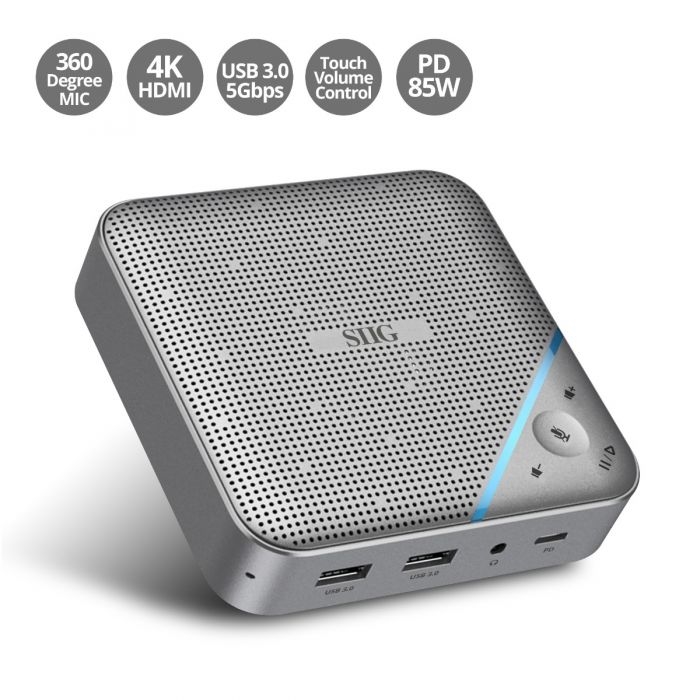 360
Degree
MIC
4K
HDMI
USB 3.0
5Gbps
Touch
Volume
Control
PD
85W
SIIG
USB 3.0
USB 3.0
PD